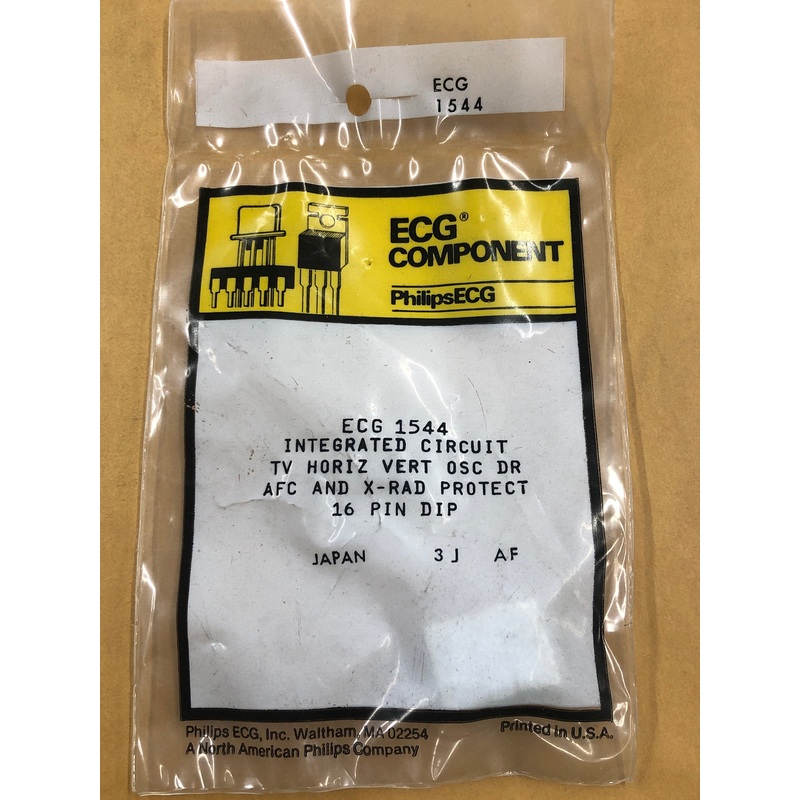 ECG
1544
ECG®
COMPONENT
PhilipsECG
ECG 1544
INTEGRATED CIRCUIT
TV HORIZ VERT OSC DR
AFC AND X-RAD PROTECT
16 PIN DIP
JAPAN 3J AF
Philips ECG, Inc. Waltham, MA 02254
A North American Philips Company
Printed in U.S.A.